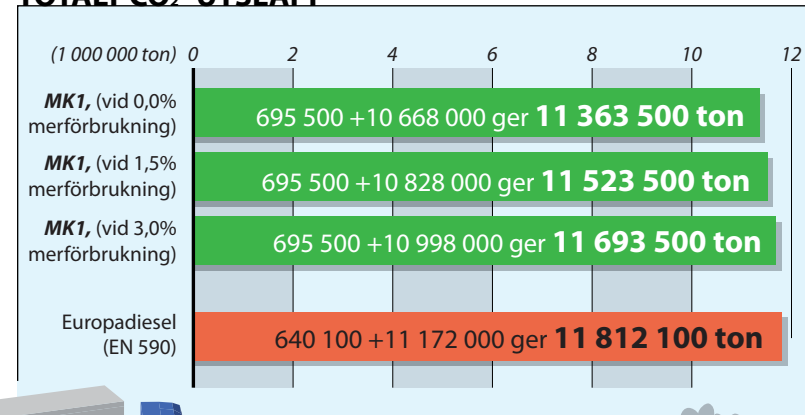 TOTALT CO₂-UTSLÄPP
(1 000 000 ton) 0 2 4 6 8 10 12
MK1, (vid 0,0%
merförbrukning)
695 500 +10 668 000 ger 11 363 500 ton
MK1, (vid 1,5%
merförbrukning)
695 500 +10 828 000 ger 11 523 500 ton
MK1, (vid 3,0%
merförbrukning)
695 500 +10 998 000 ger 11 693 500 ton
Europadiesel
(EN 590)
640 100 +11 172 000 ger 11 812 100 ton